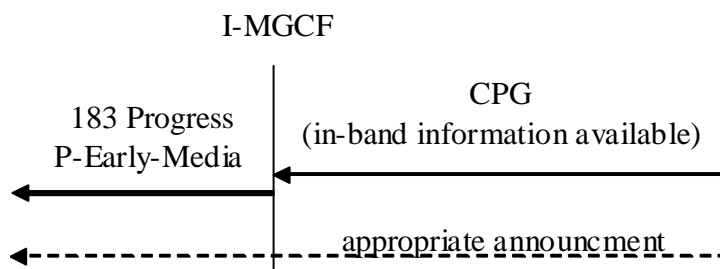 I-MGCF
183 Progress
P-Early-Media
CPG
(in-band information available)
appropriate announcment